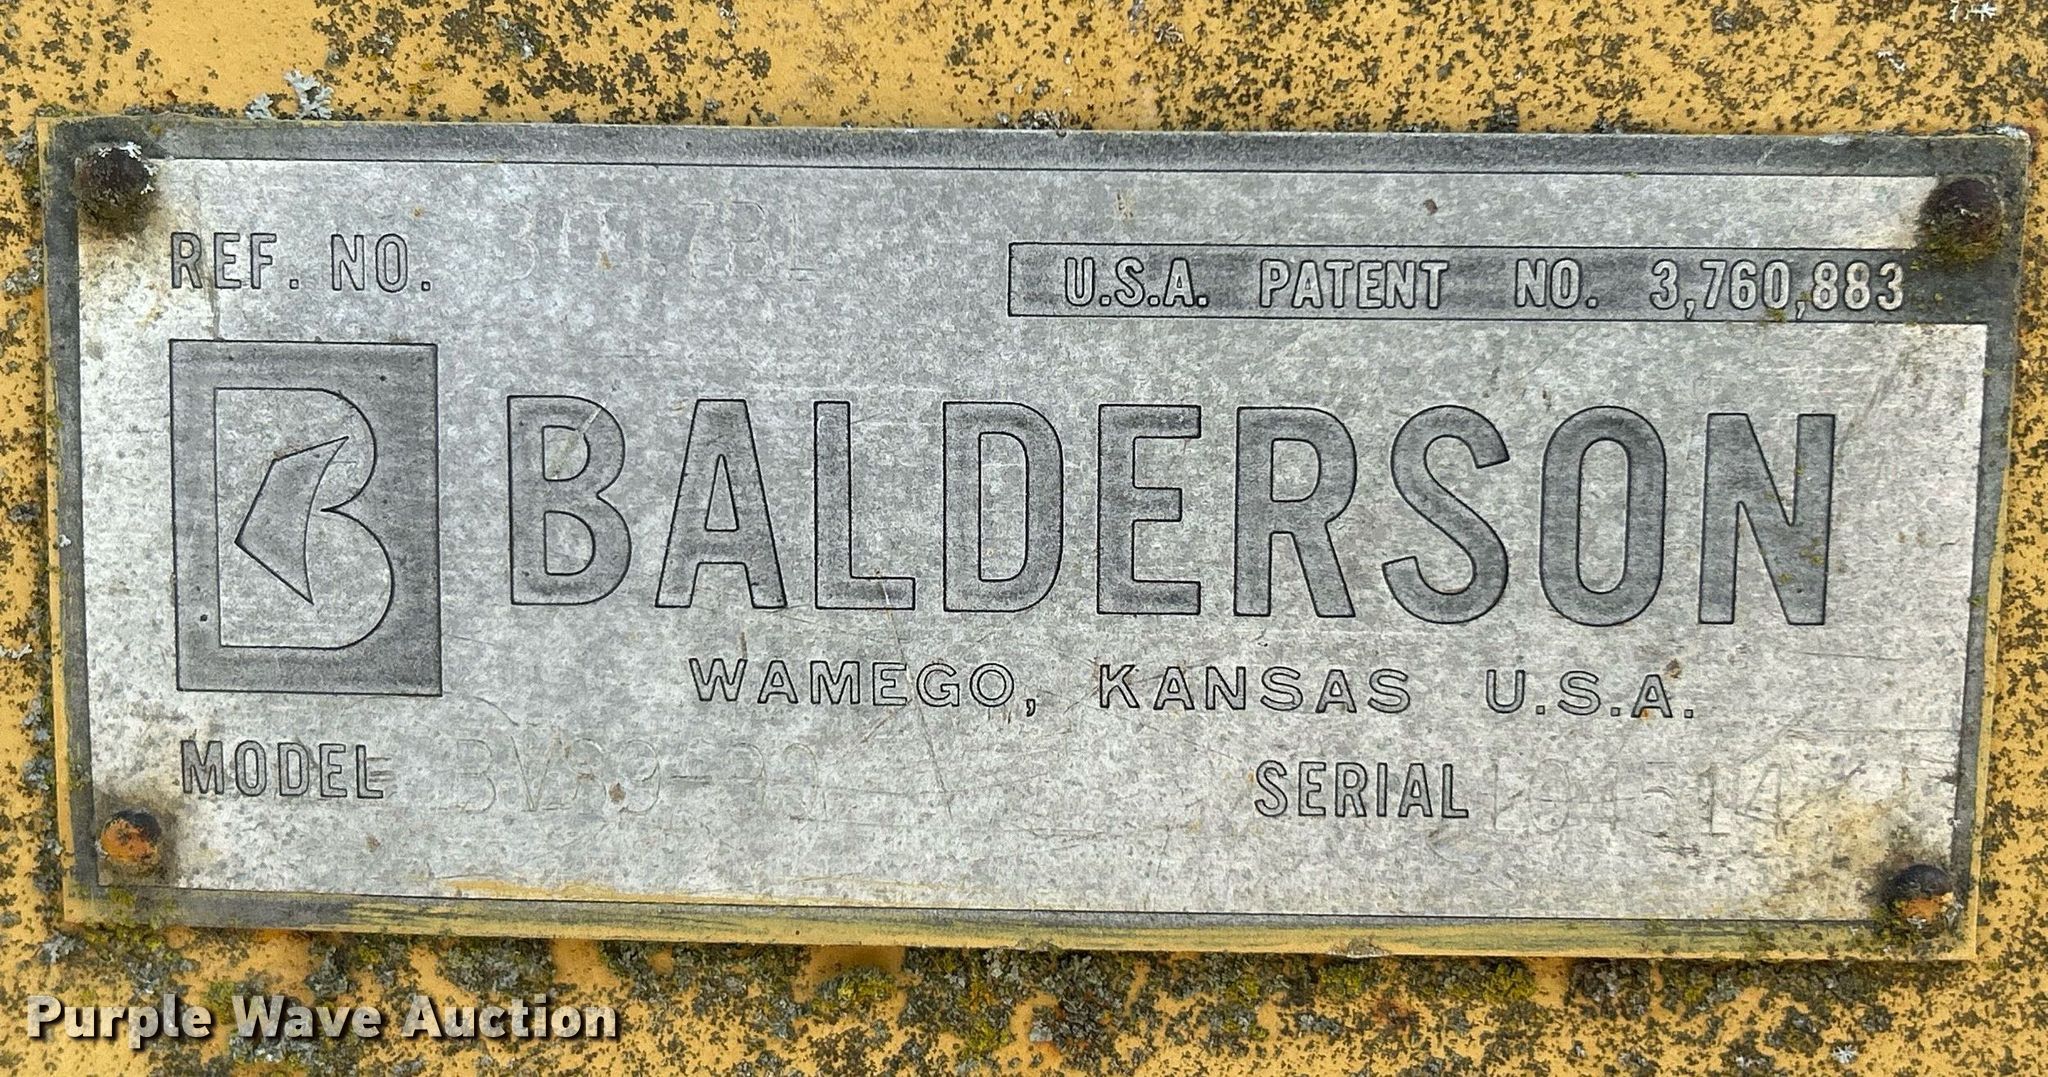 REF. NO.
U.S.A. PATENT NO. 3,760,883
B BALDERSON
WAMEGO, KANSAS U.S.A.
MODEL
SERIAL
Purple Wave Auction